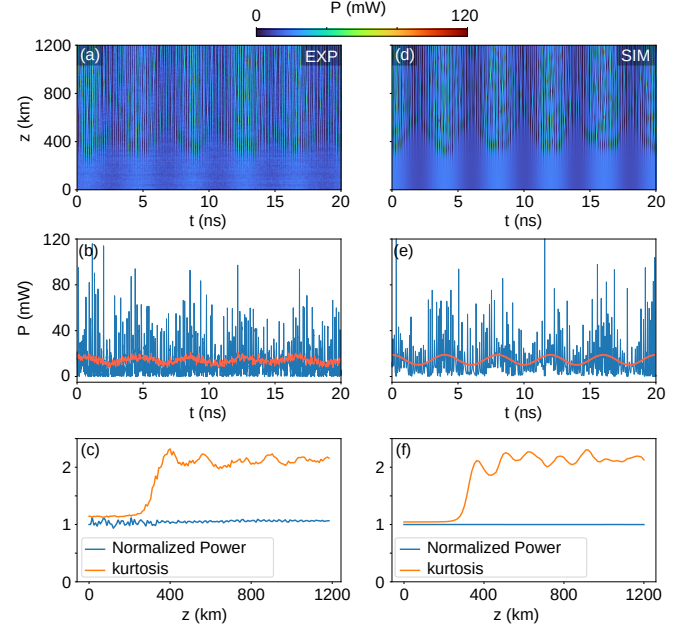 P (mW)
0 120
(a) EXP
(d) SIM
z (km)
1200
800
400
0
0 5 10 15 20
t (ns)
0 5 10 15 20
t (ns)
(b)
(e)
P (mW)
120
80
40
0
0 5 10 15 20
t (ns)
0 5 10 15 20
t (ns)
(c)
2
1
0
Normalized Power
kurtosis
0 400 800 1200
z (km)
(f)
2
1
0
Normalized Power
kurtosis
0 400 800 1200
z (km)